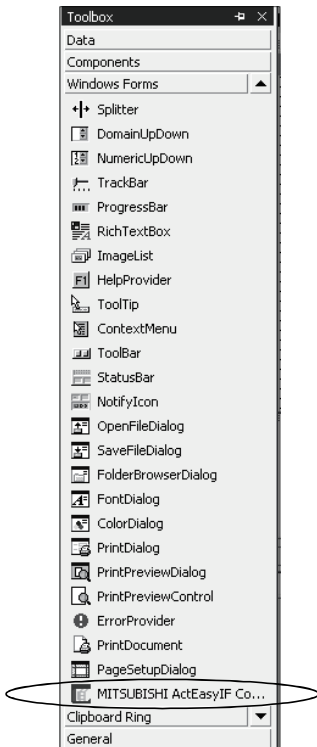 Toolbox
Data
Components
Windows Forms
Splitter
DomainUpDown
NumericUpDown
TrackBar
ProgressBar
RichTextBox
ImageList
HelpProvider
ToolTip
ContextMenu
ToolBar
StatusBar
NotifyIcon
OpenFileDialog
SaveFileDialog
FolderBrowserDialog
FontDialog
ColorDialog
PrintDialog
PrintPreviewDialog
PrintPreviewControl
ErrorProvider
PrintDocument
PageSetupDialog
MITSUBISHI ActEasyIF Co...
Clipboard Ring
General